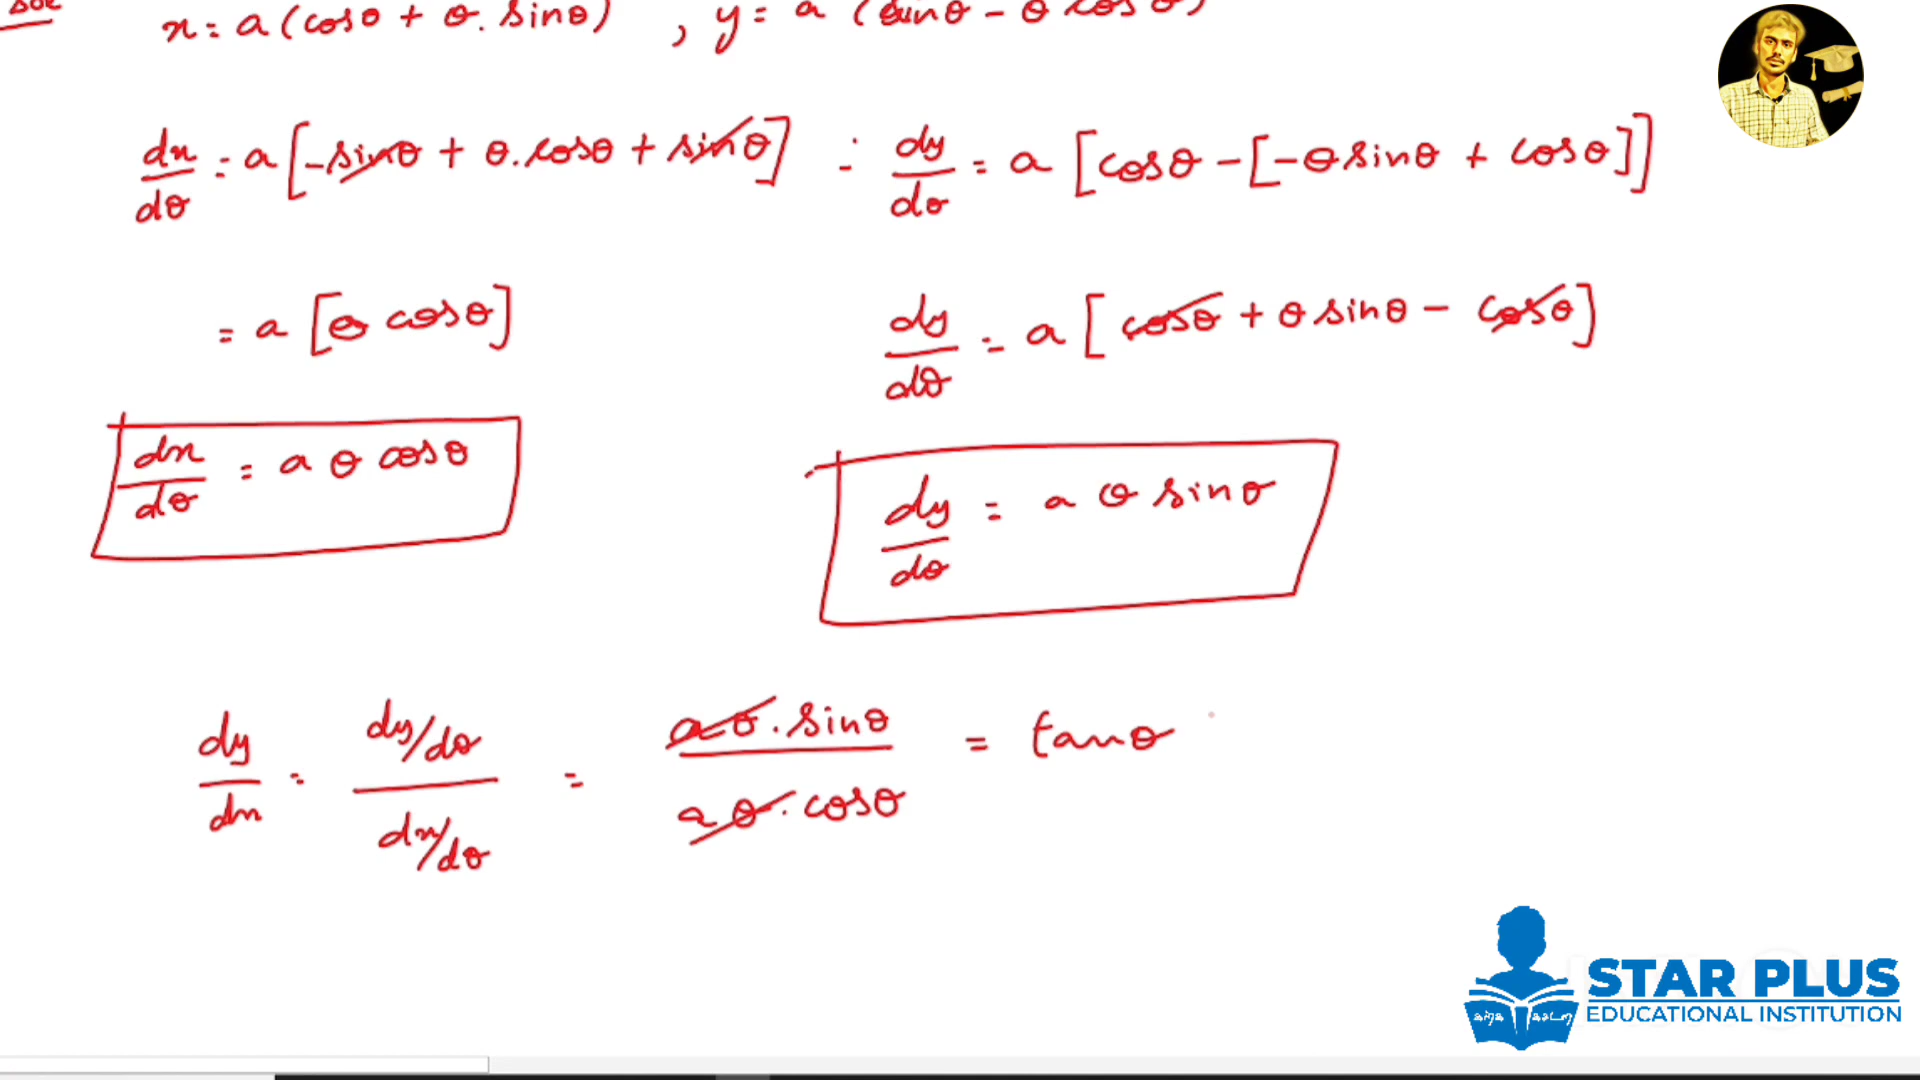 Sol
x = a(cosθ + θ. sinθ) , y = a (sinθ - θ cosθ)
dx/dθ = a[-sinθ + θ.cosθ + sinθ] ÷ dy/dθ = a[cosθ - [-θ sinθ + cosθ]]
= a[θ cosθ] dy/dθ = a[cosθ + θ sinθ - cosθ]
dx/dθ = a θ cosθ
dy/dθ = a θ sinθ
dy/dx = (dy/dθ)/(dx/dθ) = (aθ.sinθ)/(aθ.cosθ) = tanθ
STAR PLUS
EDUCATIONAL INSTITUTION